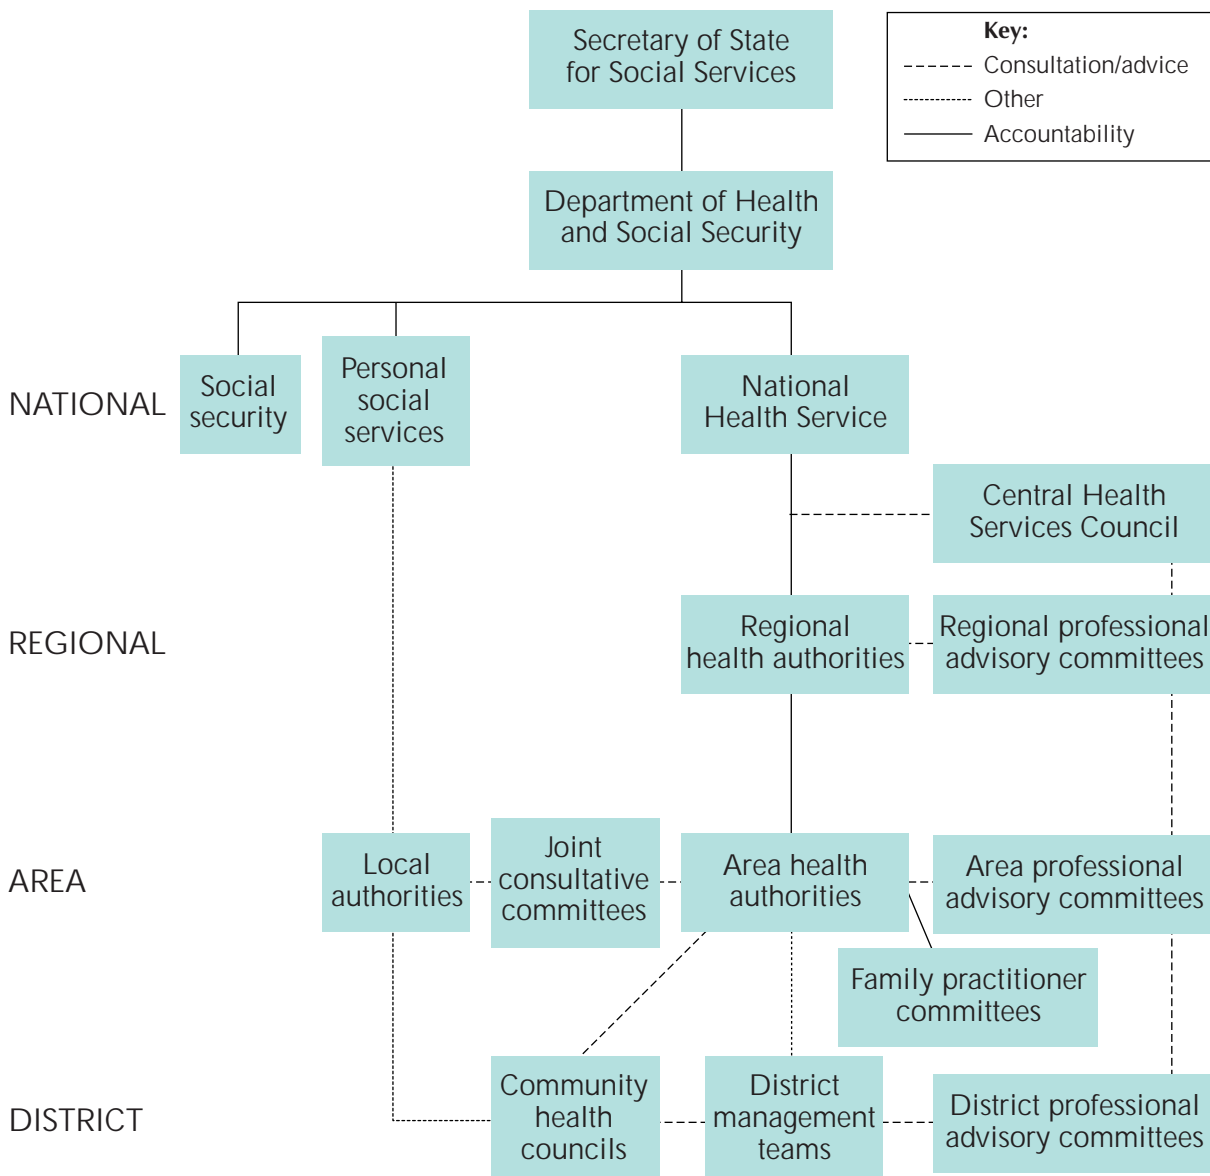 Secretary of State
for Social Services
Key:
Consultation/advice
Other
Accountability
Department of Health
and Social Security
NATIONAL
Social
security
Personal
social
services
National
Health Service
Central Health
Services Council
REGIONAL
Regional
health authorities
Regional professional
advisory committees
AREA
Local
authorities
Joint
consultative
committees
Area health
authorities
Area professional
advisory committees
Family practitioner
committees
DISTRICT
Community
health
councils
District
management
teams
District professional
advisory committees